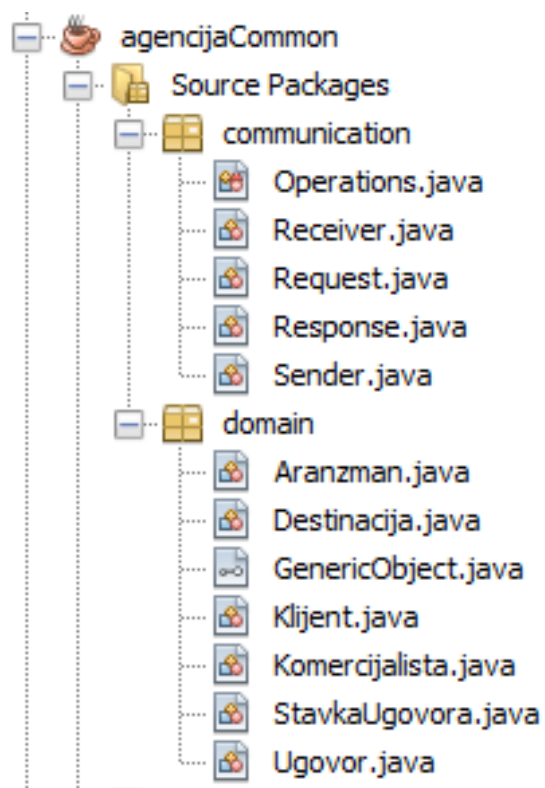 agencijaCommon
Source Packages
communication
Operations.java
Receiver.java
Request.java
Response.java
Sender.java
domain
Aranzman.java
Destinacija.java
GenericObject.java
Klijent.java
Komercijalista.java
StavkaUgovora.java
Ugovor.java